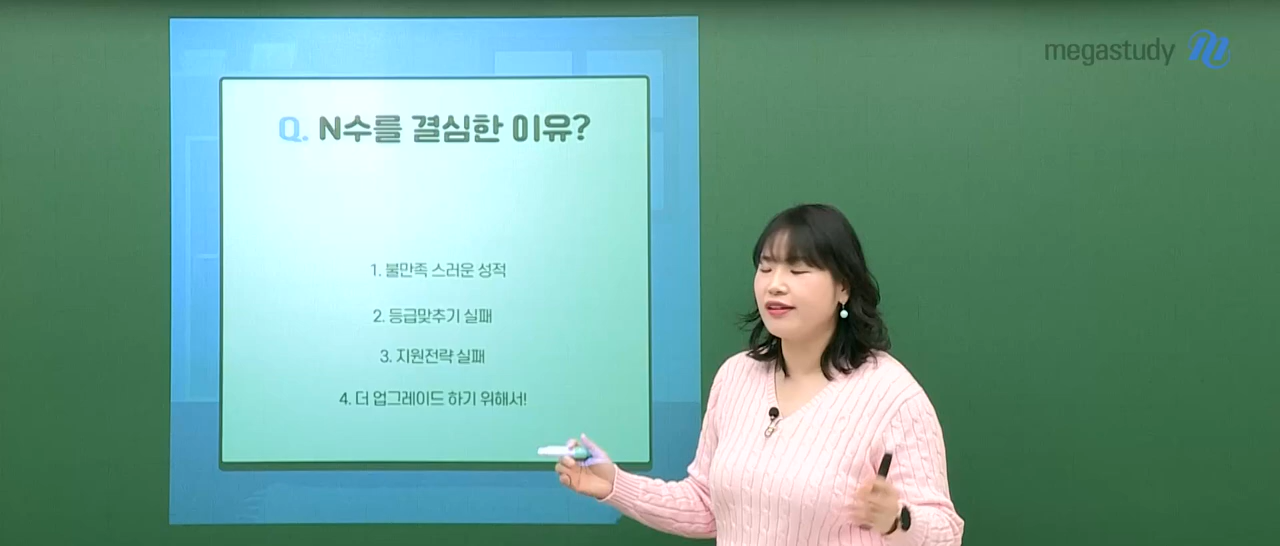 megastudy
Q. N수를 결심한 이유?
1. 불만족 스러운 성적
2. 등급맞추기 실패
3. 지원전략 실패
4. 더 업그레이드 하기 위해서!